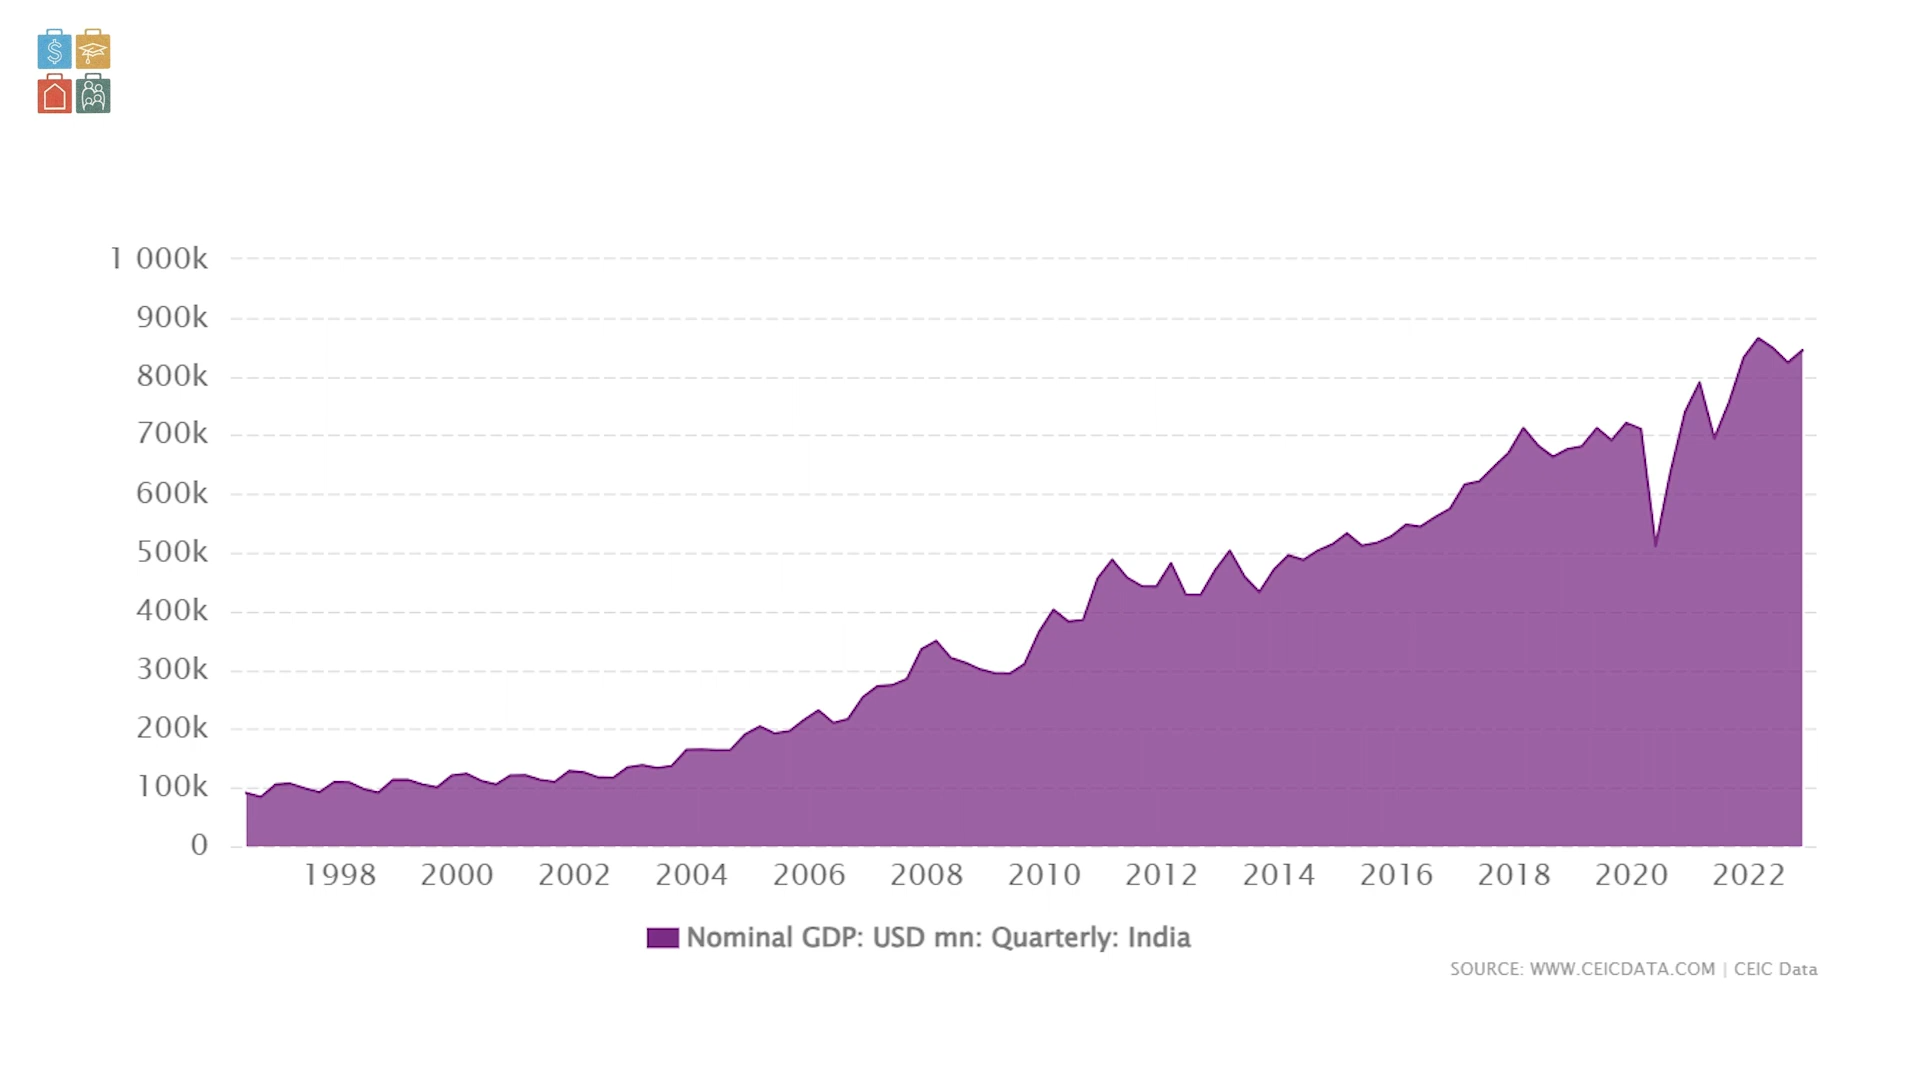 $
1 000k
900k
800k
700k
600k
500k
400k
300k
200k
100k
0
1998 2000 2002 2004 2006 2008 2010 2012 2014 2016 2018 2020 2022
Nominal GDP: USD mn: Quarterly: India
SOURCE: WWW.CEICDATA.COM | CEIC Data